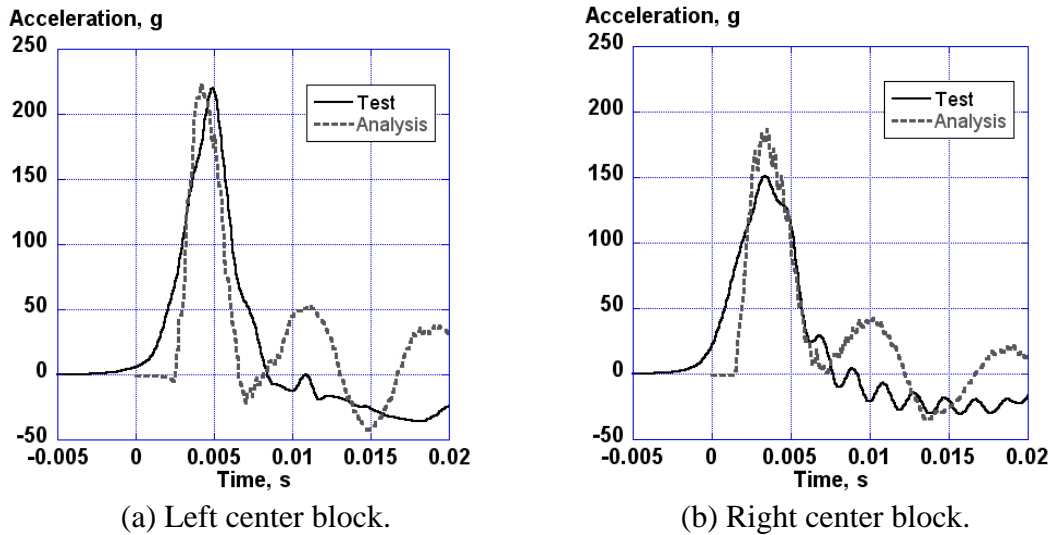 Acceleration, g
250
200
150
100
50
0
-50
-0.005 0 0.005 0.01 0.015 0.02
Time, s
Test
Analysis
(a) Left center block.
Acceleration, g
250
200
150
100
50
0
-50
-0.005 0 0.005 0.01 0.015 0.02
Time, s
Test
Analysis
(b) Right center block.